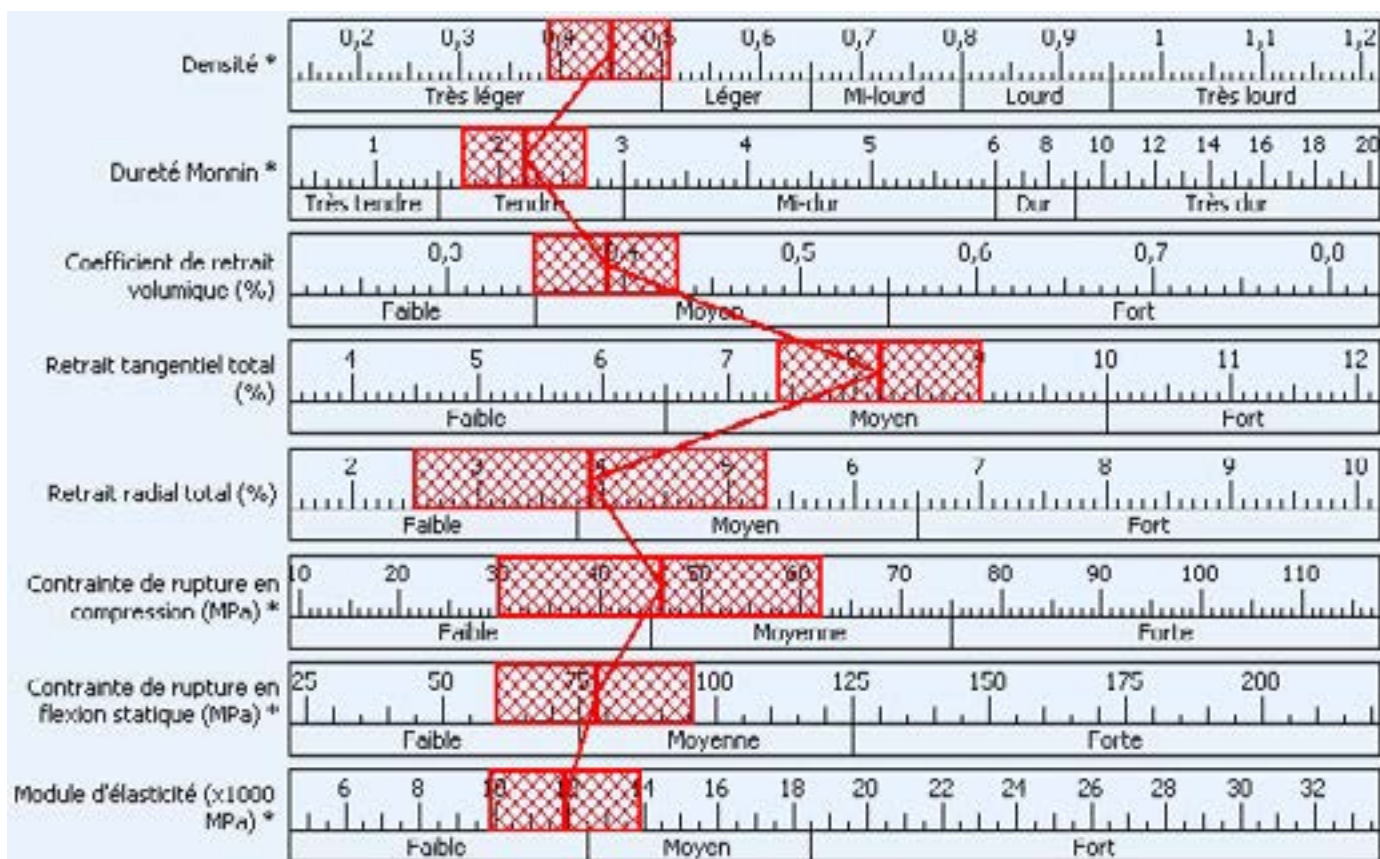 0,2 0,3 0,4 0,5 0,6 0,7 0,8 0,9 1 1,1 1,2
Densité *
Très léger Léger Mi-lourd Lourd Très lourd
1 2 3 4 5 6 8 10 12 14 16 18 20
Dureté Monnin *
Très tendre Tendre Mi-dur Dur Très dur
0,3 0,4 0,5 0,6 0,7 0,0
Coefficient de retrait
volumique (%)
Faible Moyen Fort
4 5 6 7 8 9 10 11 12
Retrait tangentiel total
(%)
Faible Moyen Fort
2 3 4 5 6 7 8 9 10
Retrait radial total (%)
Faible Moyen Fort
10 20 30 40 50 60 70 80 90 100 110
Contrainte de rupture en
compression (MPa) *
Faible Moyenne Forte
25 50 75 100 125 150 175 200
Contrainte de rupture en
flexion statique (MPa) *
Faible Moyenne Forte
6 8 10 12 14 16 18 20 22 24 26 28 30 32
Module d'élasticité (x1000
MPa) *
Faible Moyen Fort